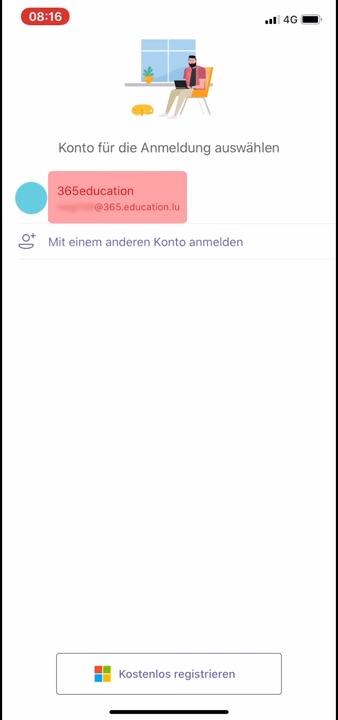 08:16
4G
Konto für die Anmeldung auswählen
365education
@365.education.lu
Mit einem anderen Konto anmelden
Kostenlos registrieren